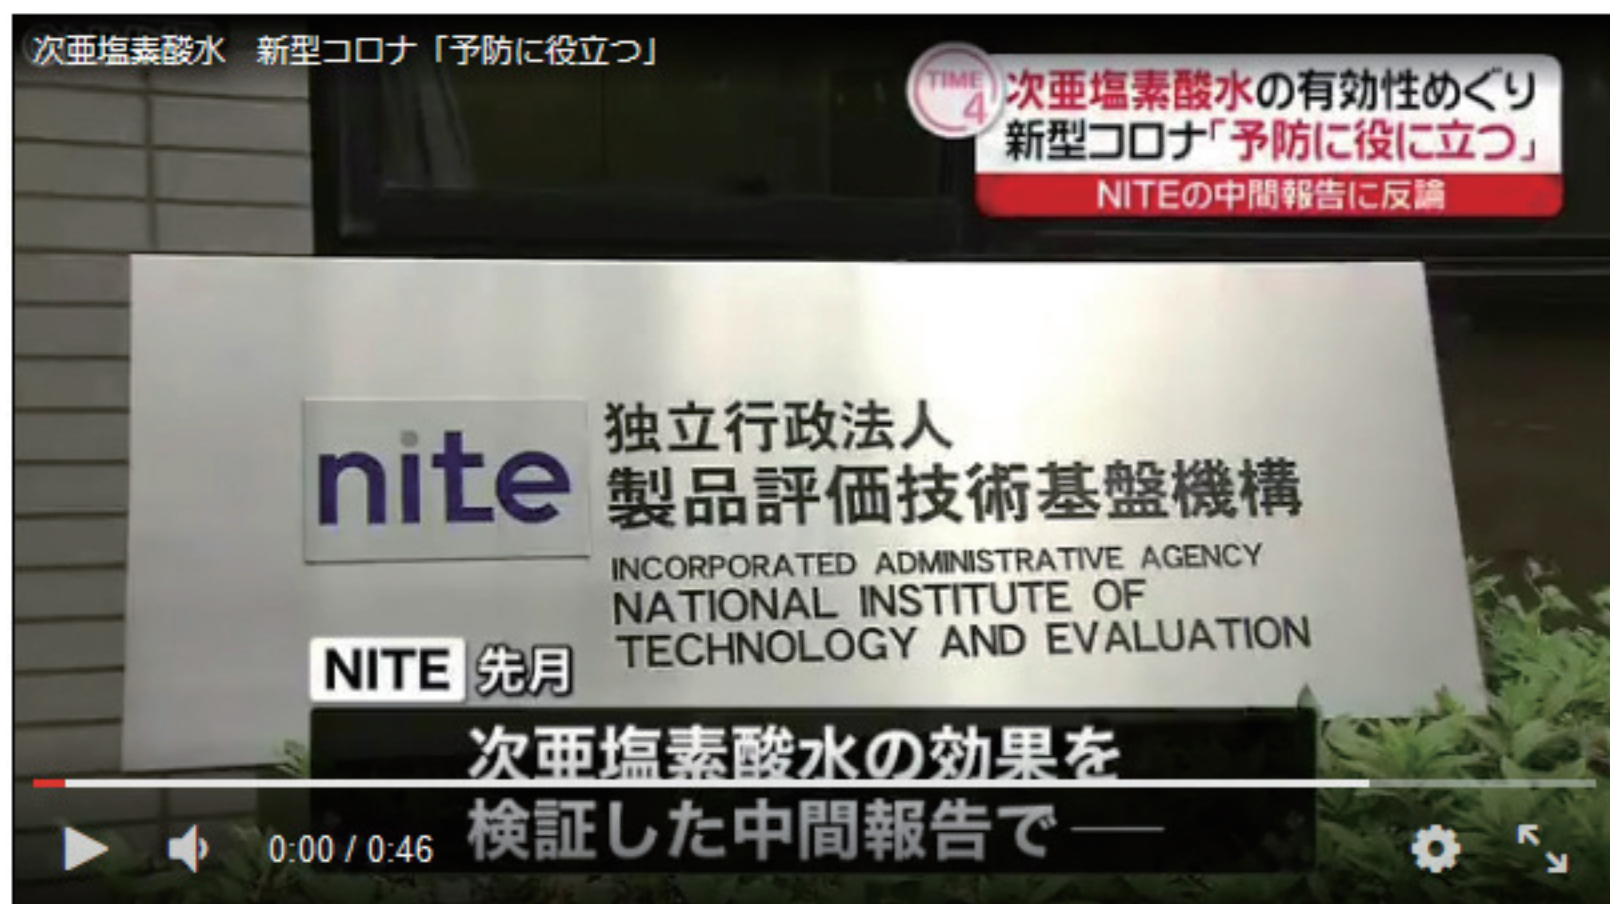 次亜塩素酸水　新型コロナ「予防に役立つ」
TIME
4
次亜塩素酸水の有効性めぐり
新型コロナ「予防に役に立つ」
NITEの中間報告に反論
nite
独立行政法人
製品評価技術基盤機構
INCORPORATED ADMINISTRATIVE AGENCY
NATIONAL INSTITUTE OF
TECHNOLOGY AND EVALUATION
NITE 先月
次亜塩素酸水の効果を
検証した中間報告で──
0:00 / 0:46